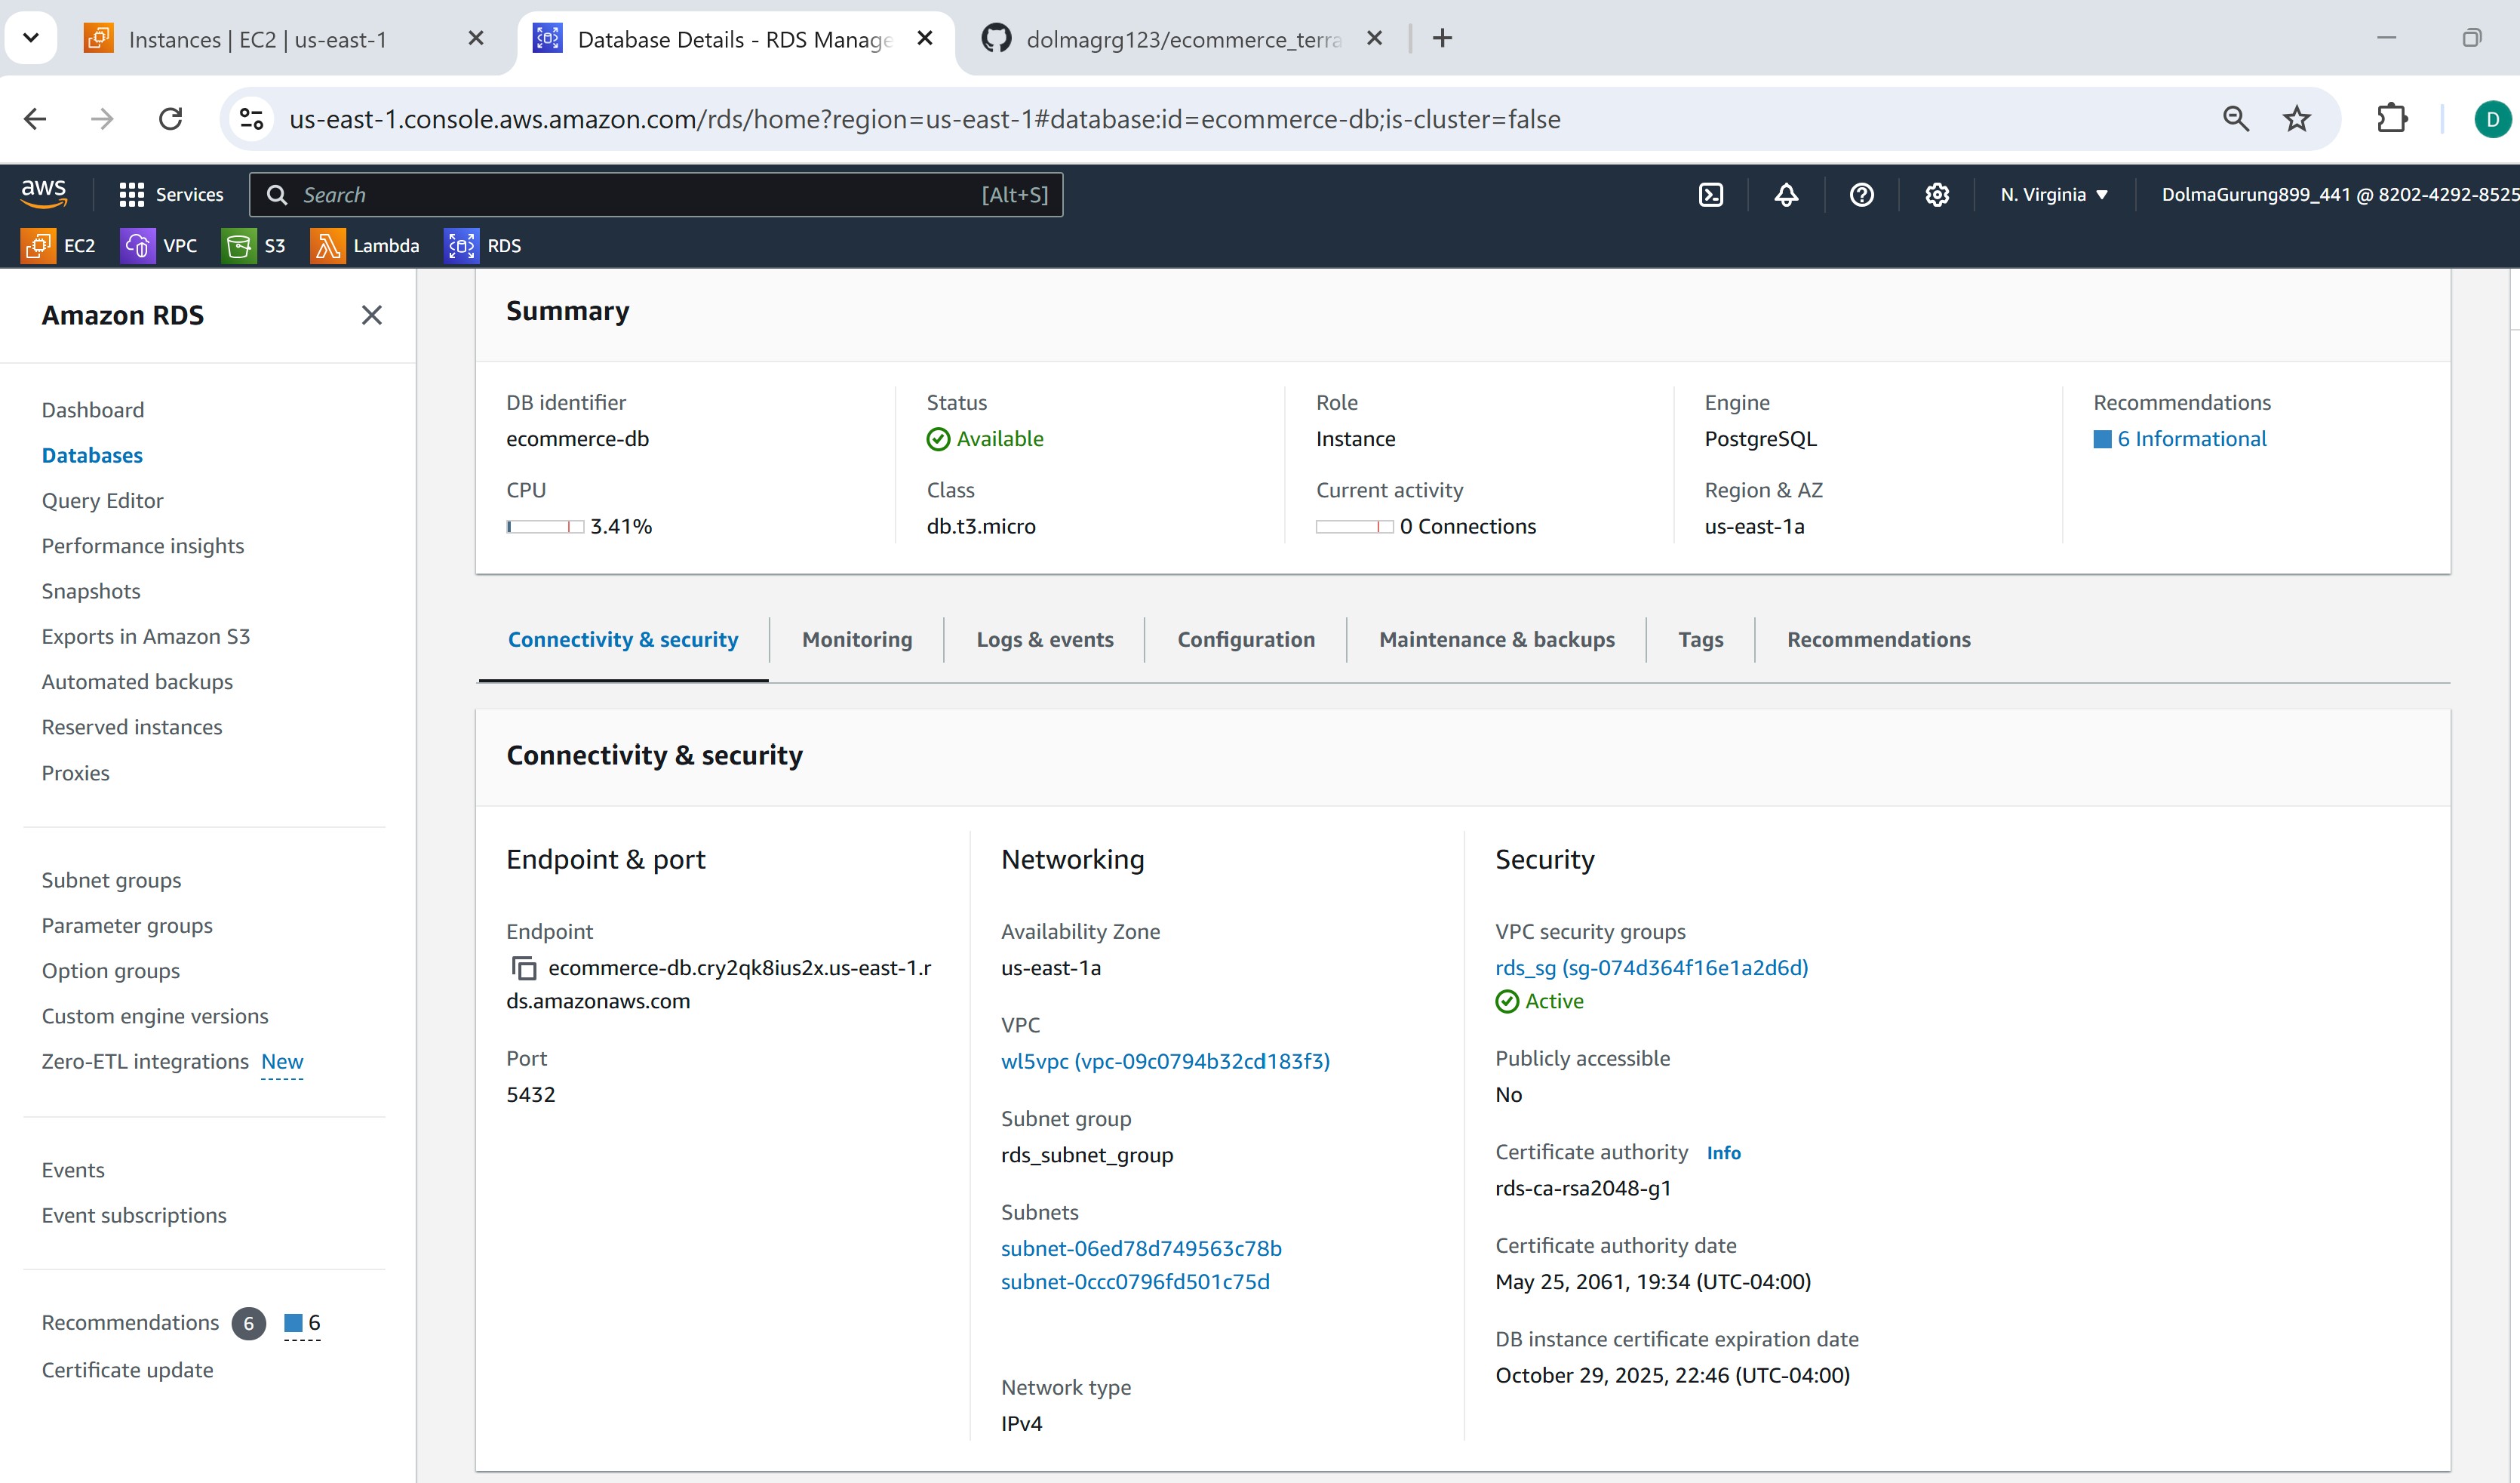 Instances | EC2 | us-east-1
Database Details - RDS Manage
dolmagrg123/ecommerce_terra
us-east-1.console.aws.amazon.com/rds/home?region=us-east-1#database:id=ecommerce-db;is-cluster=false
D
aws
Services
Search
[Alt+S]
N. Virginia
DolmaGurung899_441 @ 8202-4292-8525
EC2
VPC
S3
Lambda
RDS
Amazon RDS
Dashboard
Databases
Query Editor
Performance insights
Snapshots
Exports in Amazon S3
Automated backups
Reserved instances
Proxies
Subnet groups
Parameter groups
Option groups
Custom engine versions
Zero-ETL integrations New
Events
Event subscriptions
Recommendations 6 6
Certificate update
Summary
DB identifier
ecommerce-db
CPU
3.41%
Status
Available
Class
db.t3.micro
Role
Instance
Current activity
0 Connections
Engine
PostgreSQL
Region & AZ
us-east-1a
Recommendations
6 Informational
Connectivity & security
Monitoring
Logs & events
Configuration
Maintenance & backups
Tags
Recommendations
Connectivity & security
Endpoint & port
Endpoint
ecommerce-db.cry2qk8ius2x.us-east-1.r
ds.amazonaws.com
Port
5432
Networking
Availability Zone
us-east-1a
VPC
wl5vpc (vpc-09c0794b32cd183f3)
Subnet group
rds_subnet_group
Subnets
subnet-06ed78d749563c78b
subnet-0ccc0796fd501c75d
Network type
IPv4
Security
VPC security groups
rds_sg (sg-074d364f16e1a2d6d)
Active
Publicly accessible
No
Certificate authority Info
rds-ca-rsa2048-g1
Certificate authority date
May 25, 2061, 19:34 (UTC-04:00)
DB instance certificate expiration date
October 29, 2025, 22:46 (UTC-04:00)